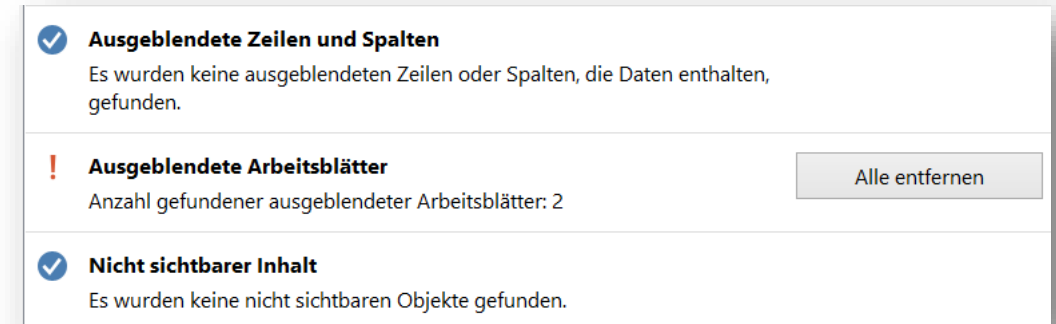 Ausgeblendete Zeilen und Spalten
Es wurden keine ausgeblendeten Zeilen oder Spalten, die Daten enthalten,
gefunden.
Ausgeblendete Arbeitsblätter
Alle entfernen
Anzahl gefundener ausgeblendeter Arbeitsblätter: 2
Nicht sichtbarer Inhalt
Es wurden keine nicht sichtbaren Objekte gefunden.